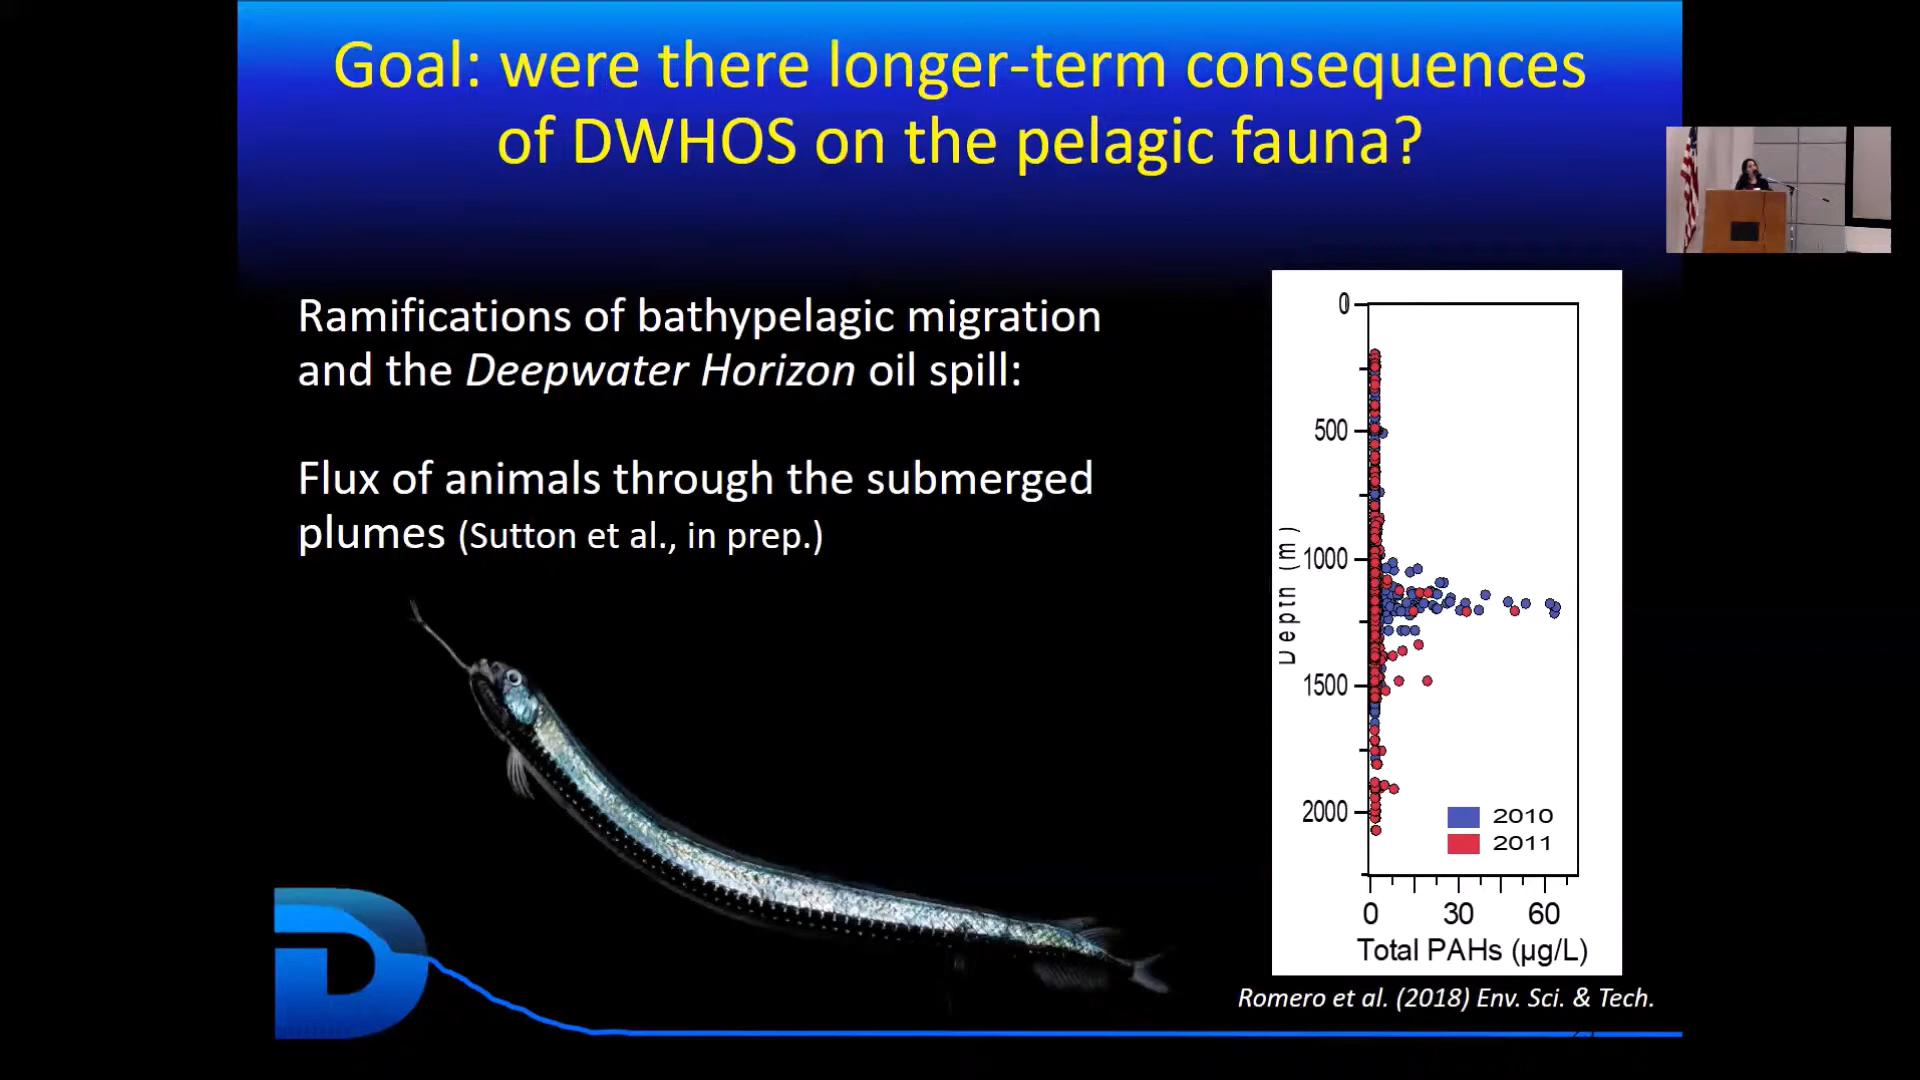 Goal: were there longer-term consequences
of DWHOS on the pelagic fauna?
Ramifications of bathypelagic migration
and the Deepwater Horizon oil spill:
Flux of animals through the submerged
plumes (Sutton et al., in prep.)
0
500
1000
1500
2000
Depth (m)
2010
2011
0 30 60
Total PAHs (µg/L)
Romero et al. (2018) Env. Sci. & Tech.
D